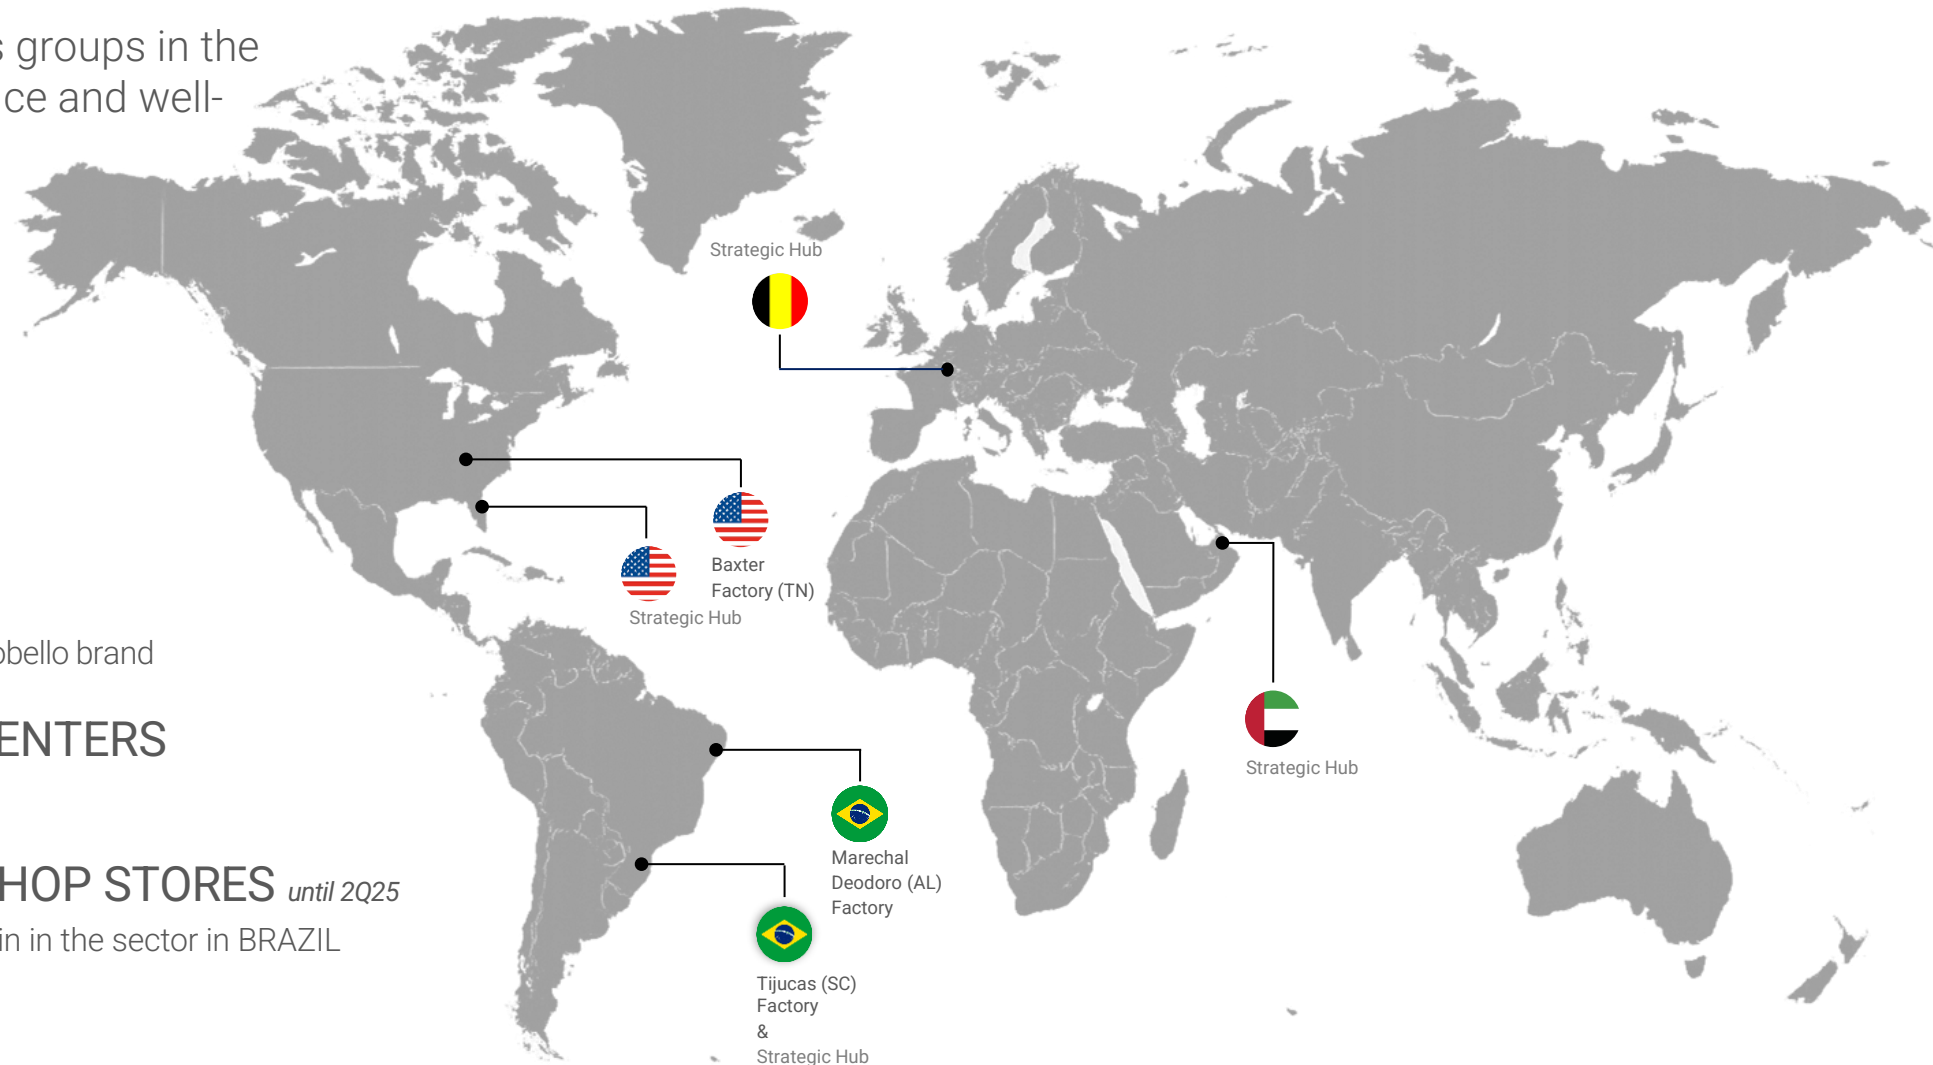 groups in the
ce and well-
Strategic Hub
Baxter
Factory (TN)
Strategic Hub
obello brand
ENTERS
Strategic Hub
HOP STORES until 2Q25
in in the sector in BRAZIL
Marechal
Deodoro (AL)
Factory
Tijucas (SC)
Factory
&
Strategic Hub